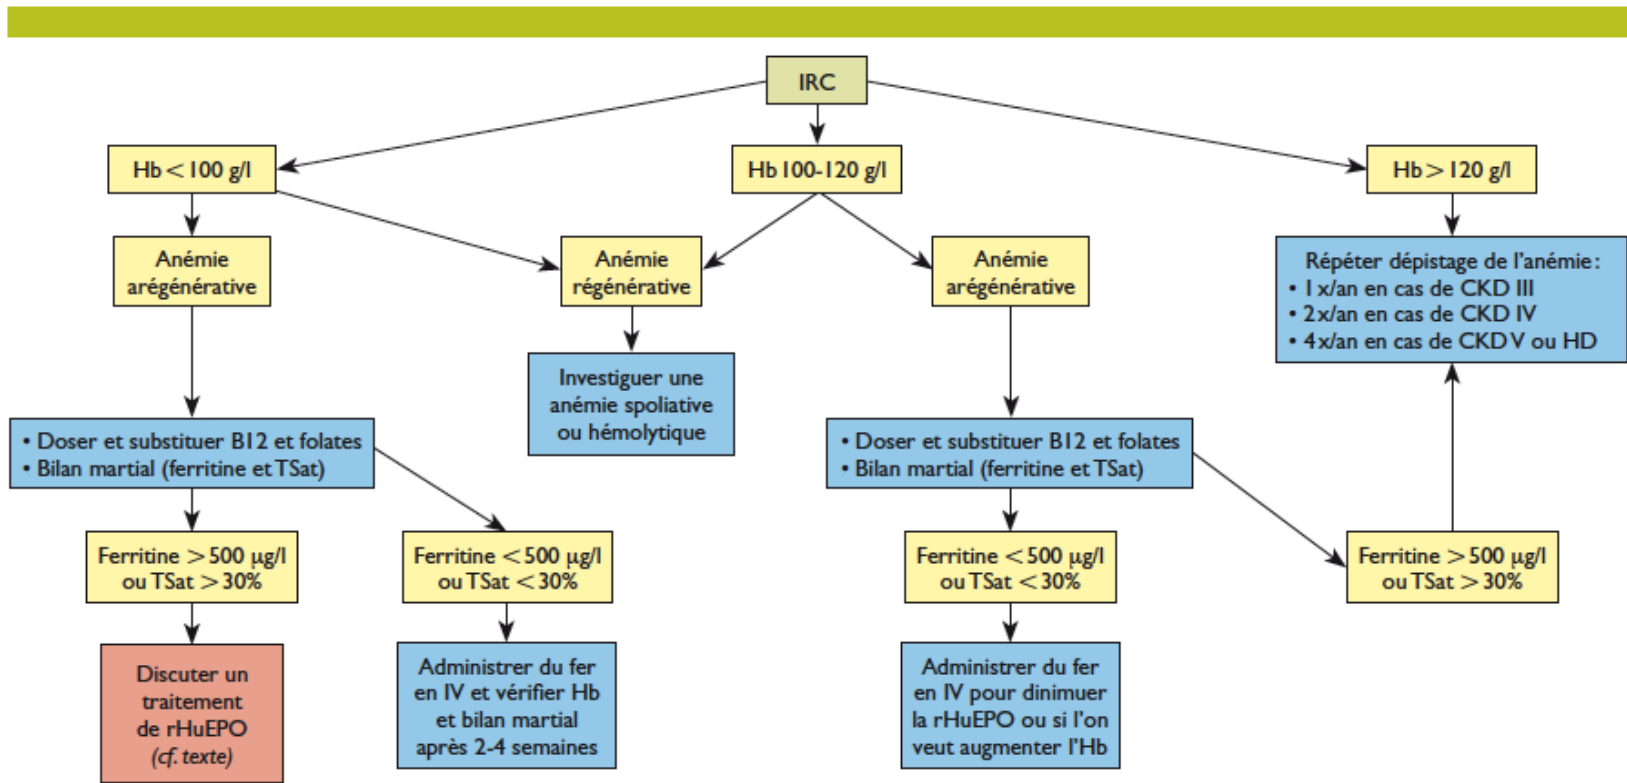 IRC
Hb < 100 g/l
Hb 100-120 g/l
Hb > 120 g/l
Anémie
arégénérative
Anémie
régénérative
Anémie
arégénérative
Répéter dépistage de l'anémie:
• 1x/an en cas de CKD III
• 2x/an en cas de CKD IV
• 4x/an en cas de CKD V ou HD
Investiguer une
anémie spoliative
ou hémolytique
• Doser et substituer B12 et folates
• Bilan martial (ferritine et TSat)
• Doser et substituer B12 et folates
• Bilan martial (ferritine et TSat)
Ferritine > 500 µg/l
ou TSat > 30%
Ferritine < 500 µg/l
ou TSat < 30%
Ferritine < 500 µg/l
ou TSat < 30%
Ferritine > 500 µg/l
ou TSat > 30%
Discuter un
traitement
de rHuEPO
(cf. texte)
Administrer du fer
en IV et vérifier Hb
et bilan martial
après 2-4 semaines
Administrer du fer
en IV pour dinimuer
la rHuEPO ou si l'on
veut augmenter l'Hb